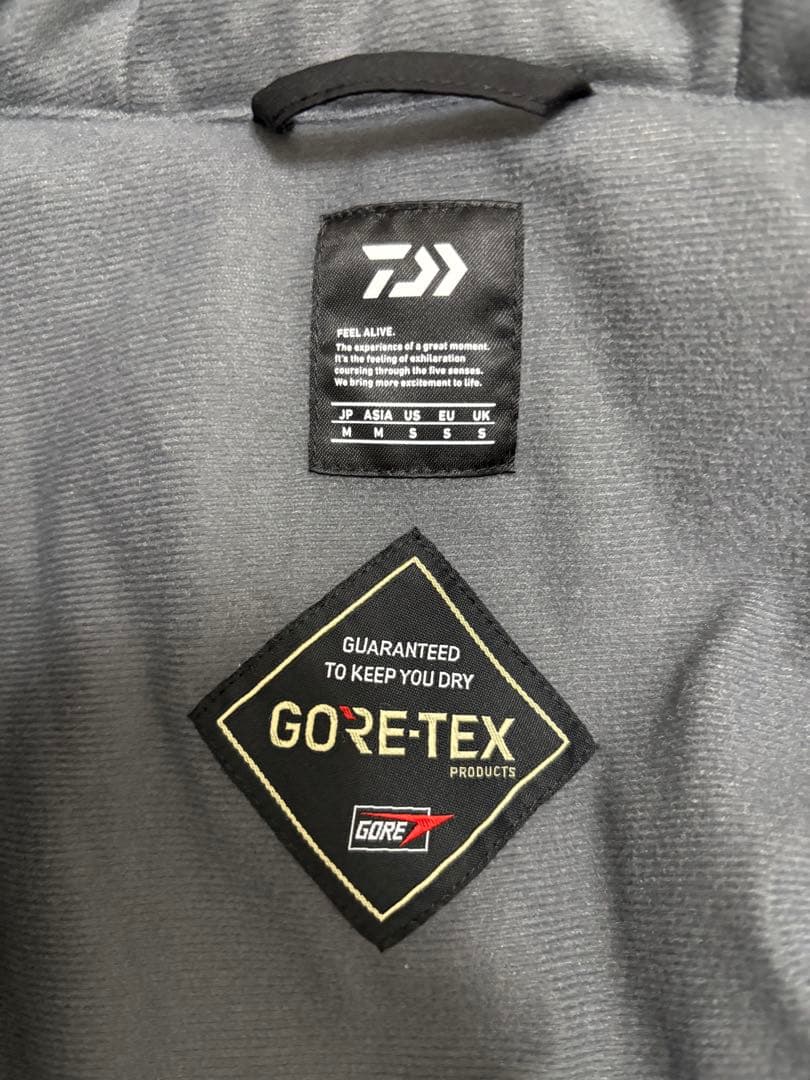 FEEL ALIVE.
The experience of a great moment.
It's the feeling of exhilaration
coursing through the five senses.
We bring more excitement to life.
JP ASIA US EU UK
M M S S S
GUARANTEED
TO KEEP YOU DRY
GORE-TEX
PRODUCTS
GORE